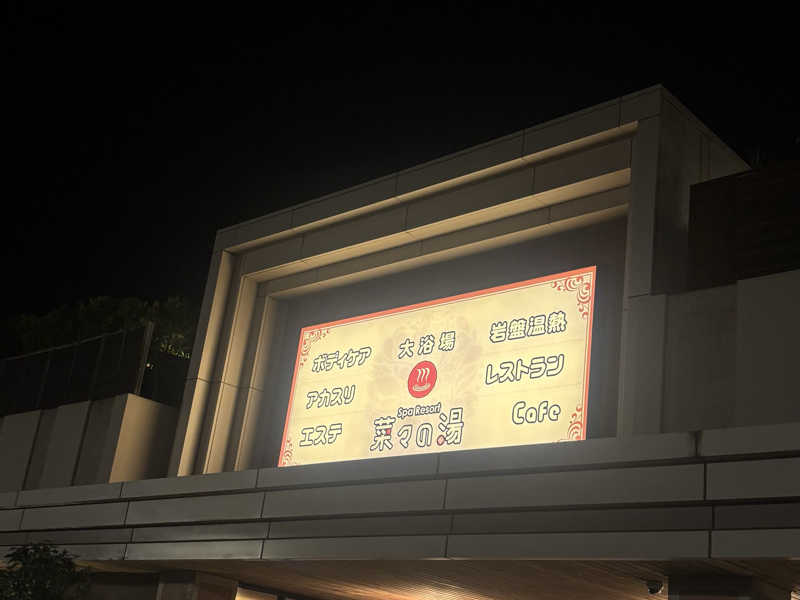 ボディケア
アカスリ
エステ
大浴場
Spa Resort
菜々の湯
岩盤温熱
レストラン
Cafe